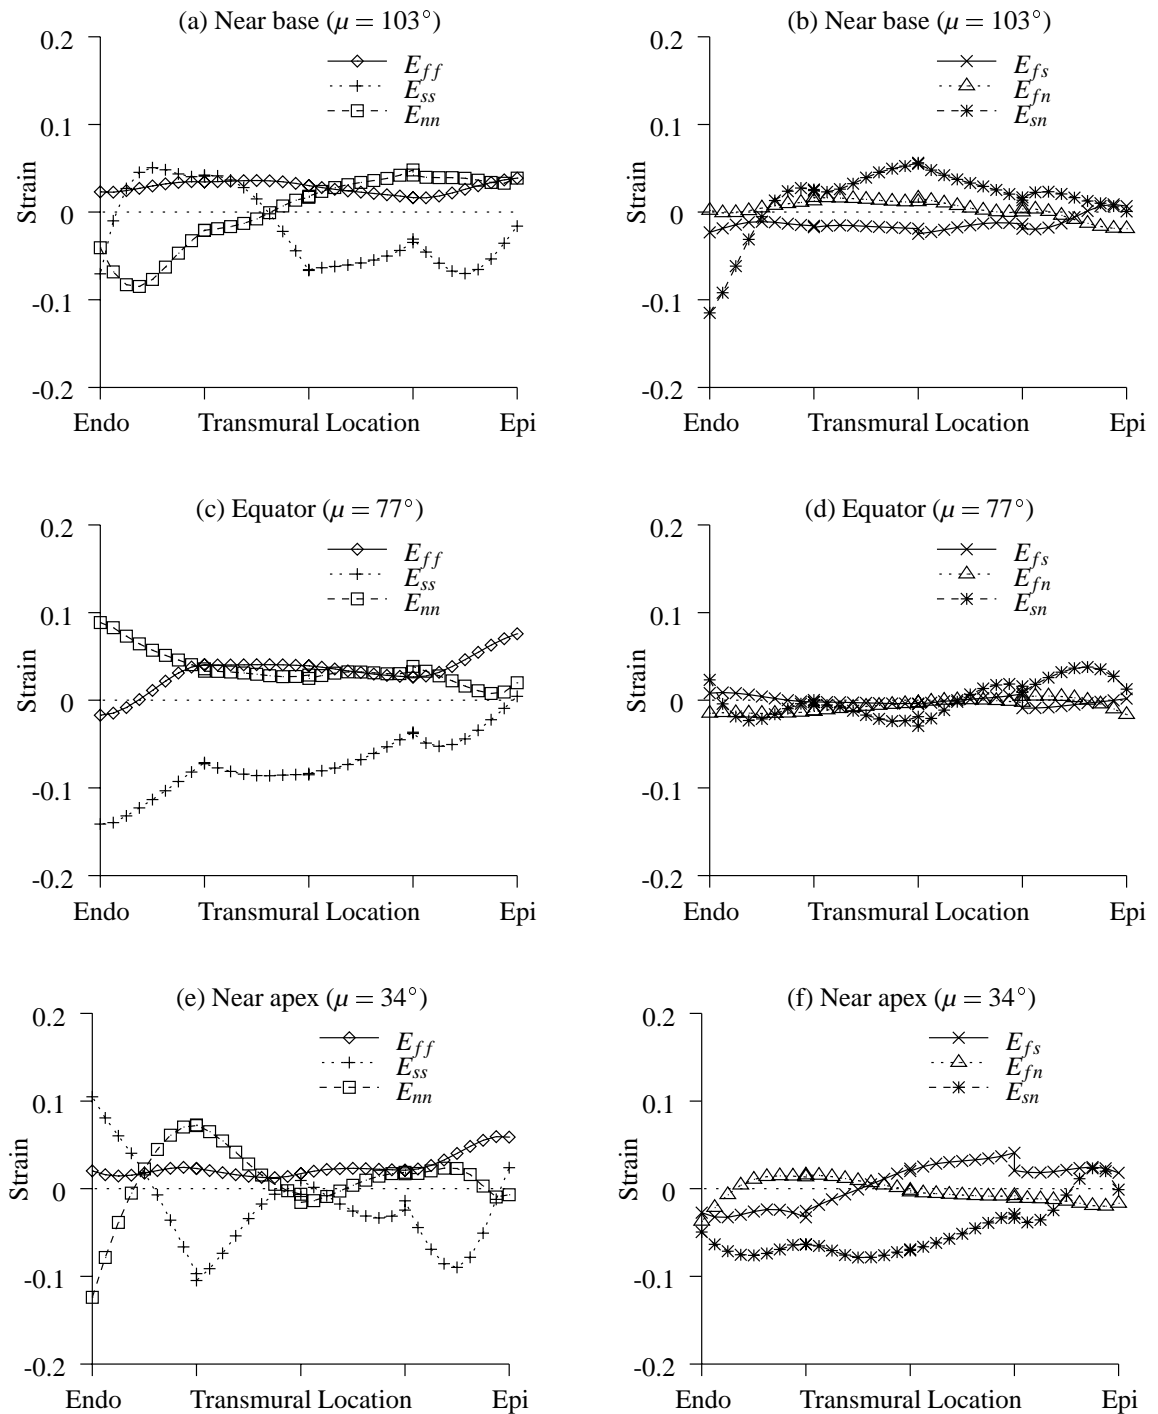 (a) Near base (μ = 103°)
0.2
0.1
0
-0.1
-0.2
Strain
E_ff
E_ss
E_nn
Endo Transmural Location Epi
(b) Near base (μ = 103°)
0.2
0.1
0
-0.1
-0.2
Strain
E_fs
E_fn
E_sn
Endo Transmural Location Epi
(c) Equator (μ = 77°)
0.2
0.1
0
-0.1
-0.2
Strain
E_ff
E_ss
E_nn
Endo Transmural Location Epi
(d) Equator (μ = 77°)
0.2
0.1
0
-0.1
-0.2
Strain
E_fs
E_fn
E_sn
Endo Transmural Location Epi
(e) Near apex (μ = 34°)
0.2
0.1
0
-0.1
-0.2
Strain
E_ff
E_ss
E_nn
Endo Transmural Location Epi
(f) Near apex (μ = 34°)
0.2
0.1
0
-0.1
-0.2
Strain
E_fs
E_fn
E_sn
Endo Transmural Location Epi